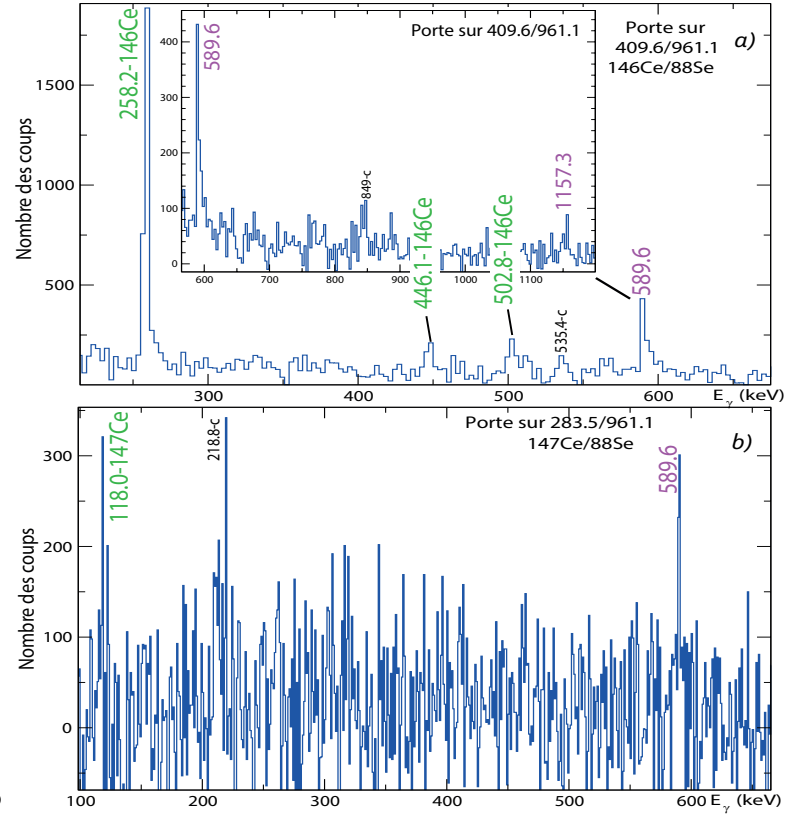 Porte sur
409.6/961.1
146Ce/88Se
a)
Porte sur 409.6/961.1
258.2-146Ce
589.6
849-c
1157.3
446.1-146Ce
502.8-146Ce
535.4-c
589.6
Nombre des coups
1750
1500
1000
500
400
300
200
100
0
600 700 800 900 1000 1100
300 400 500 600 E γ (keV)
Porte sur 283.5/961.1
147Ce/88Se
b)
118.0-147Ce
218.8-c
589.6
Nombre des coups
300
200
100
0
100 200 300 400 500 600 E γ (keV)